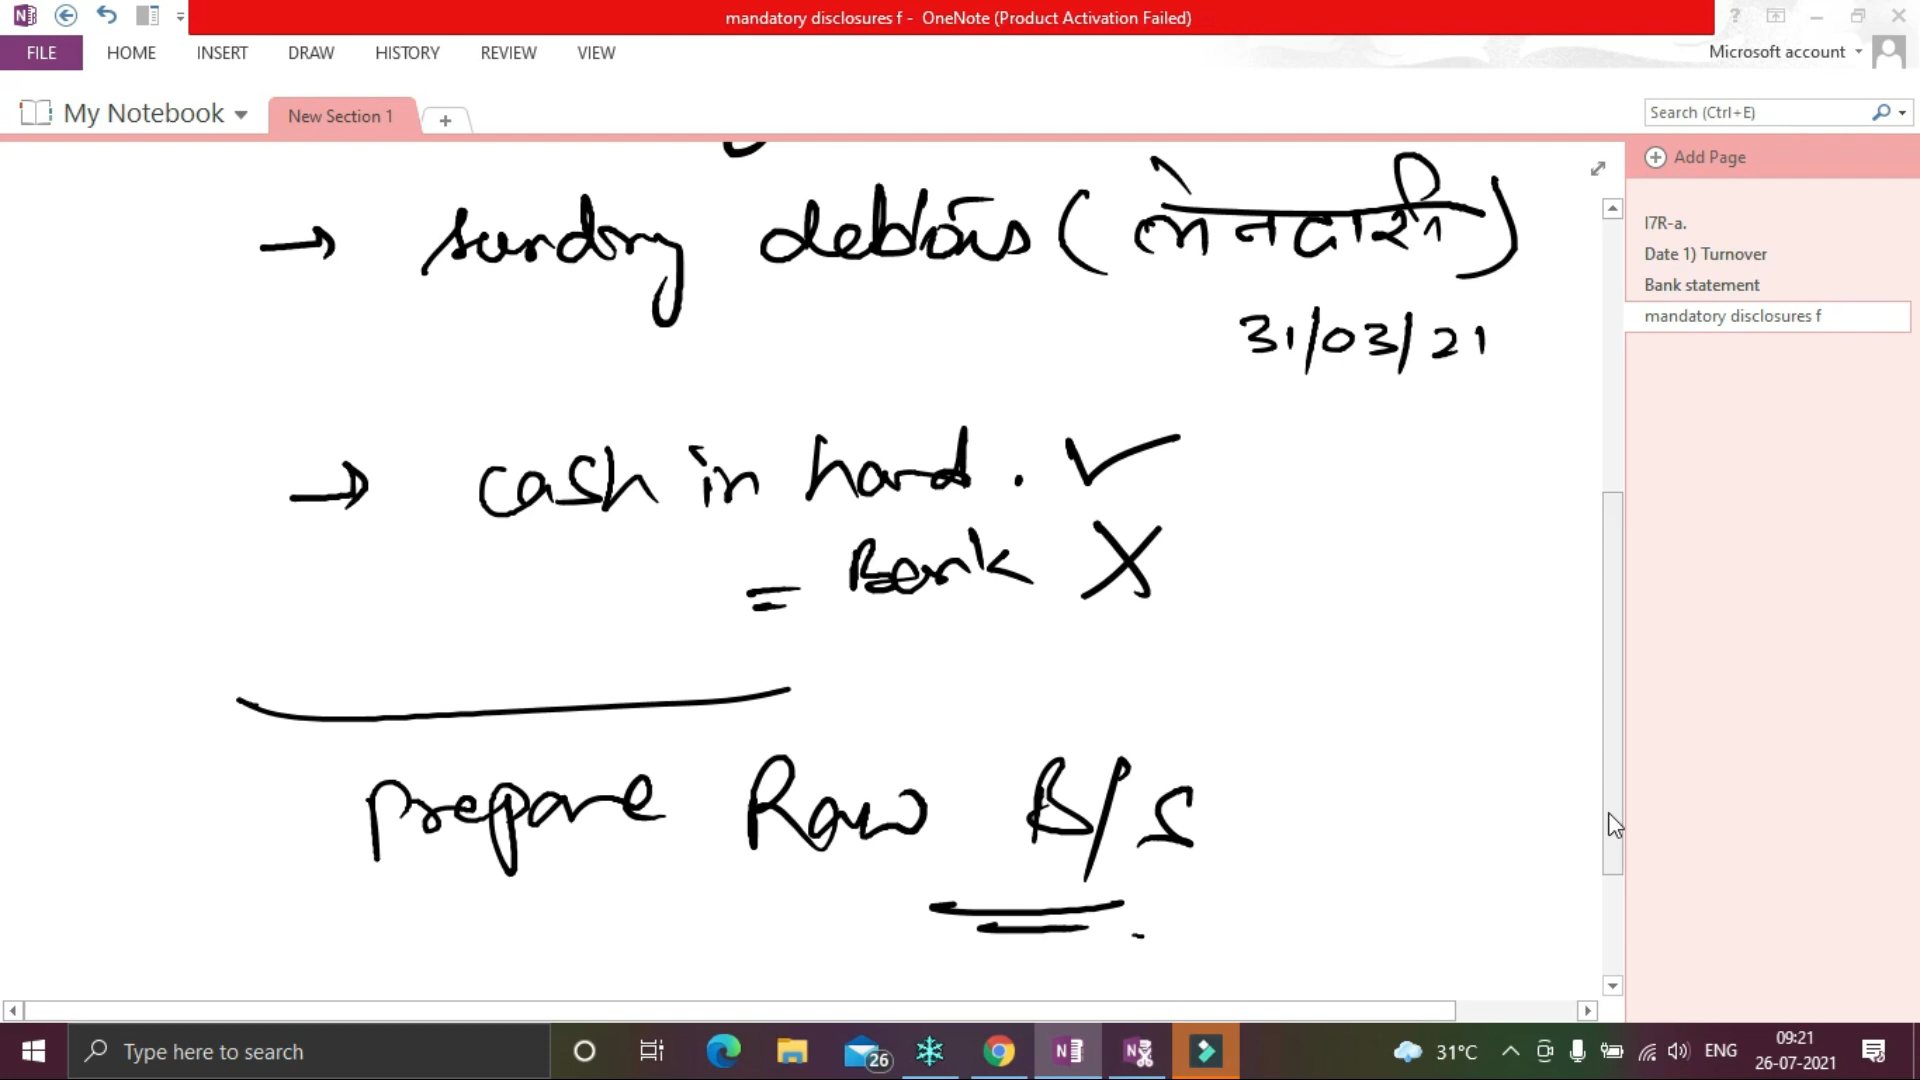 mandatory disclosures f - OneNote (Product Activation Failed)
FILE HOME INSERT DRAW HISTORY REVIEW VIEW
Microsoft account
My Notebook
New Section 1
Search (Ctrl+E)
Add Page
I7R-a.
Date 1) Turnover
Bank statement
mandatory disclosures f
→ sundry debtors (
31/03/21
→ cash in hand. ✓
= Bank X
prepare Raw B/S
Type here to search
26
31°C
ENG
09:21
26-07-2021